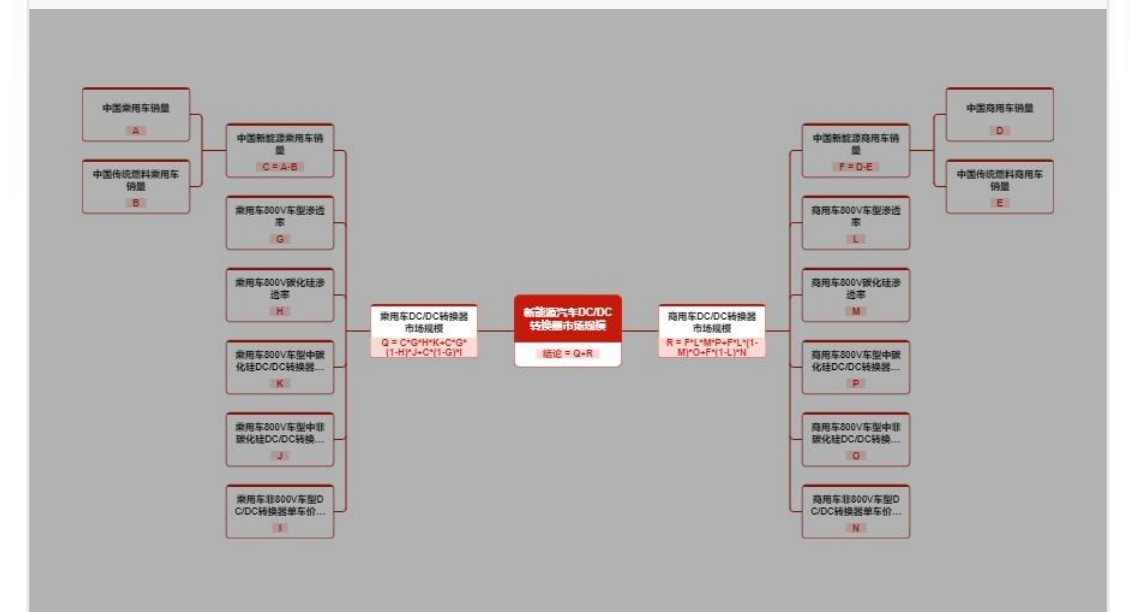 中国乘用车销量
A
中国传统燃料乘用车
销量
B
中国新能源乘用车销
量
C = A-B
乘用车800V车型渗透
率
G
乘用车800V碳化硅渗
透率
H
乘用车800V车型中碳
化硅DC/DC转换器...
K
乘用车800V车型中非
碳化硅DC/DC转换...
J
乘用车非800V车型D
C/DC转换器单车价...
I
乘用车DC/DC转换器
市场规模
Q = C*G*H*K+C*G*
(1-H)*J+C*(1-G)*I
新能源汽车DC/DC
转换器市场规模
结论 = Q+R
商用车DC/DC转换器
市场规模
R = F*L*M*P+F*L*(1-
M)*O+F*(1-L)*N
中国新能源商用车销
量
F = D-E
商用车800V车型渗透
率
L
商用车800V碳化硅渗
透率
M
商用车800V车型中碳
化硅DC/DC转换器...
P
商用车800V车型中非
碳化硅DC/DC转换...
O
商用车非800V车型D
C/DC转换器单车价...
N
中国商用车销量
D
中国传统燃料商用车
销量
E